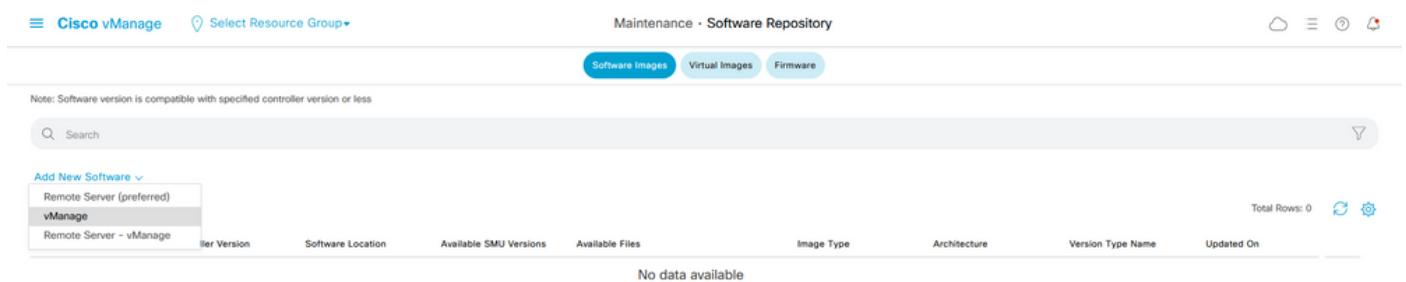 Cisco vManage Select Resource Group Maintenance · Software Repository
Software Images Virtual Images Firmware
Note: Software version is compatible with specified controller version or less
Search
Add New Software
Remote Server (preferred)
vManage
Total Rows: 0
Remote Server - vManage
ller Version Software Location Available SMU Versions Available Files Image Type Architecture Version Type Name Updated On
No data available